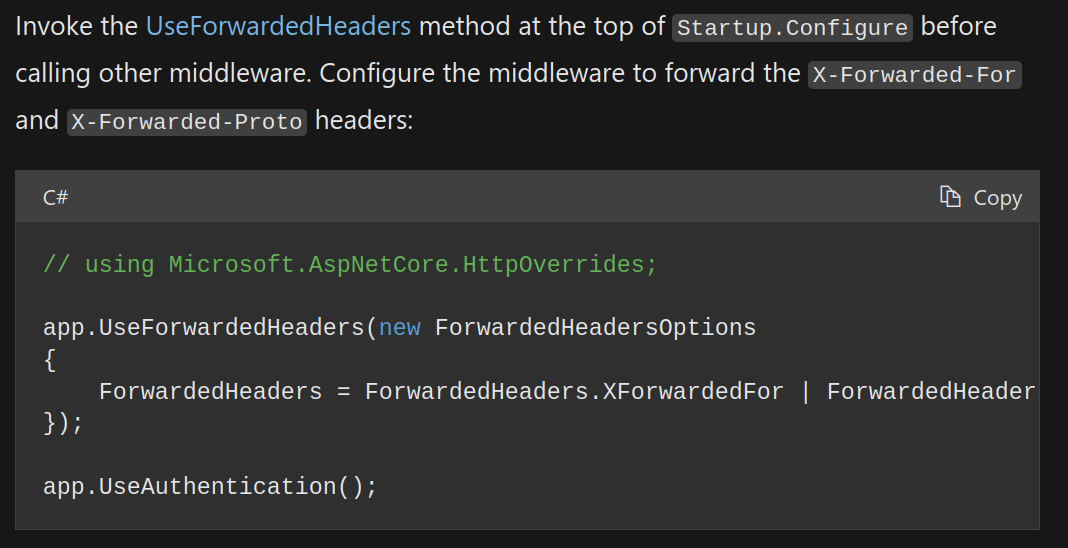 Invoke the UseForwardedHeaders method at the top of Startup.Configure before
calling other middleware. Configure the middleware to forward the X-Forwarded-For
and X-Forwarded-Proto headers:
C#
Copy
// using Microsoft.AspNetCore.HttpOverrides;
app.UseForwardedHeaders(new ForwardedHeadersOptions
{
    ForwardedHeaders = ForwardedHeaders.XForwardedFor | ForwardedHeader
});
app.UseAuthentication();